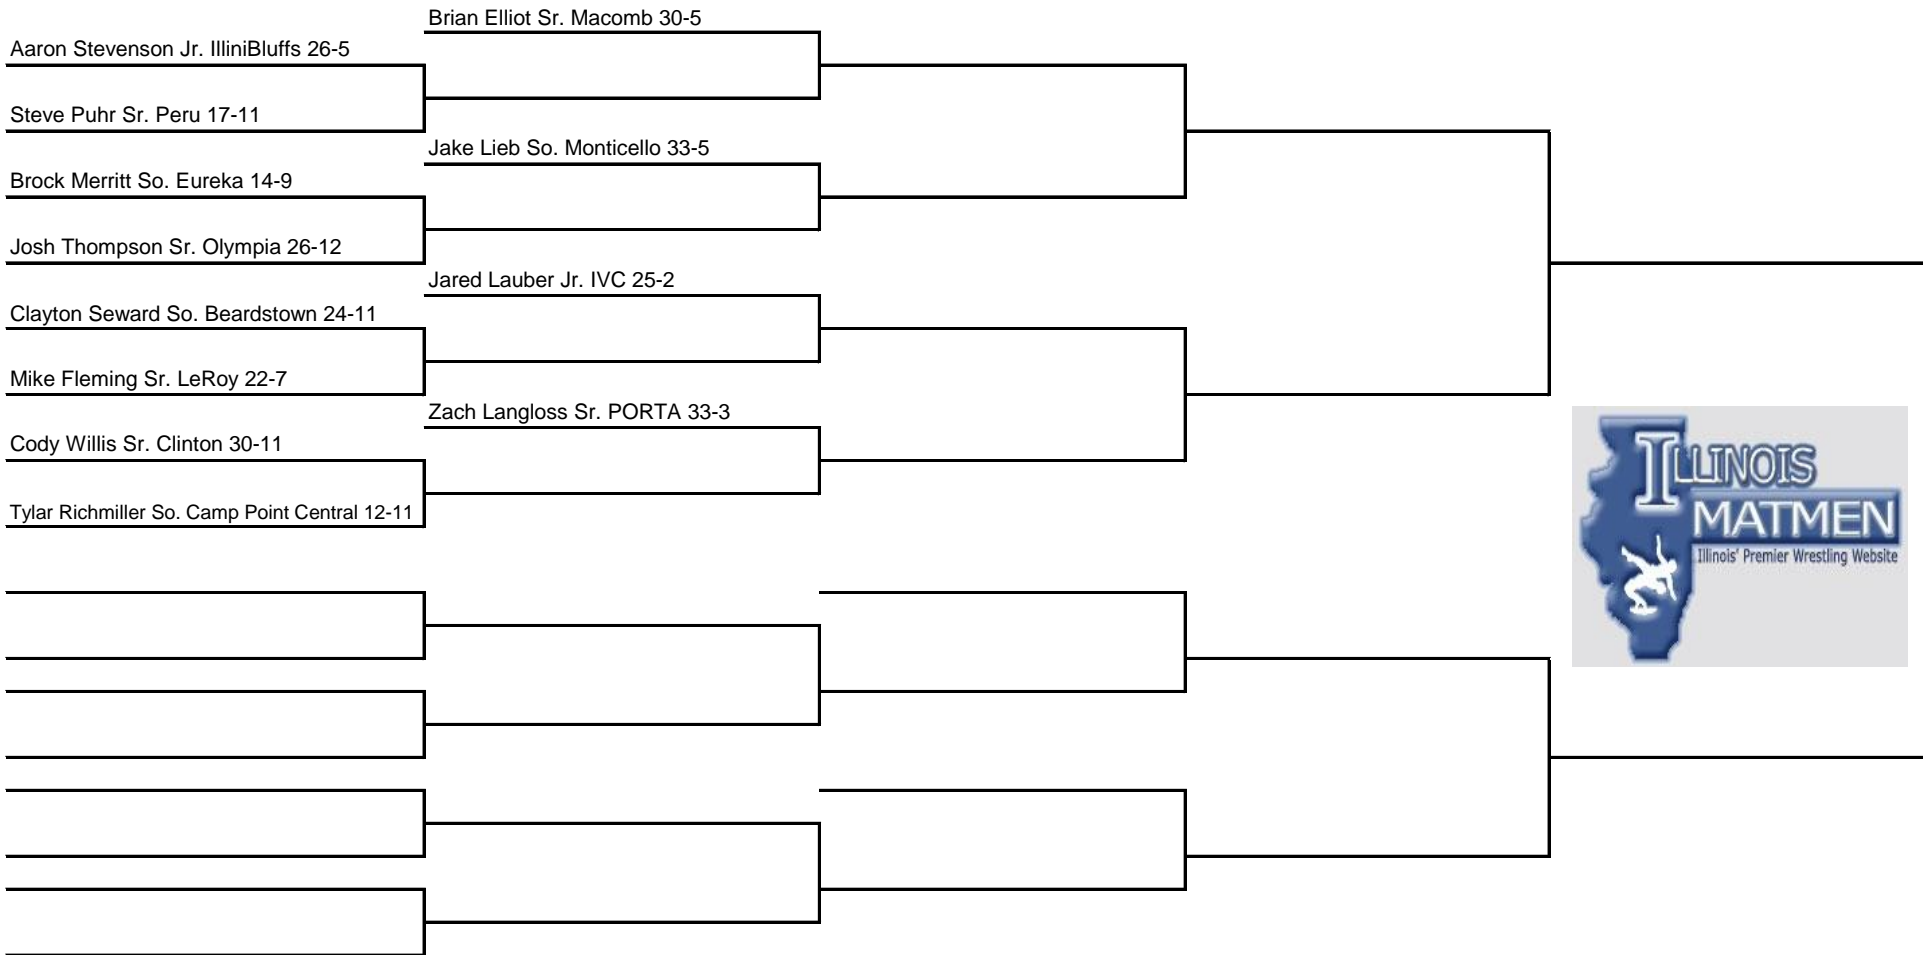 Brian Elliot Sr. Macomb 30-5
Aaron Stevenson Jr. IlliniBluffs 26-5
Steve Puhr Sr. Peru 17-11
Jake Lieb So. Monticello 33-5
Brock Merritt So. Eureka 14-9
Josh Thompson Sr. Olympia 26-12
Jared Lauber Jr. IVC 25-2
Clayton Seward So. Beardstown 24-11
Mike Fleming Sr. LeRoy 22-7
Zach Langloss Sr. PORTA 33-3
Cody Willis Sr. Clinton 30-11
Tylar Richmiller So. Camp Point Central 12-11
ILLINOIS
MATMEN
Illinois' Premier Wrestling Website